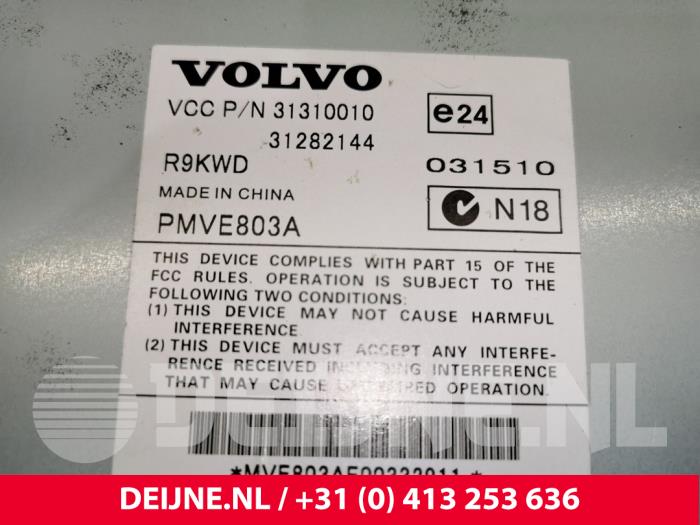 VOLVO
VCC P/N 31310010
31282144
e24
R9KWD
031510
MADE IN CHINA
PMVE803A
N18
THIS DEVICE COMPLIES WITH PART 15 OF THE
FCC RULES. OPERATION IS SUBJECT TO THE
FOLLOWING TWO CONDITIONS:
(1) THIS DEVICE MAY NOT CAUSE HARMFUL
INTERFERENCE.
(2) THIS DEVICE MUST ACCEPT ANY INTERFE-
RENCE RECEIVED INCLUDING INTERFERENCE
THAT MAY CAUSE OPERATION.
DEIJNE.NL
DEIJNE.NL / +31 (0) 413 253 636